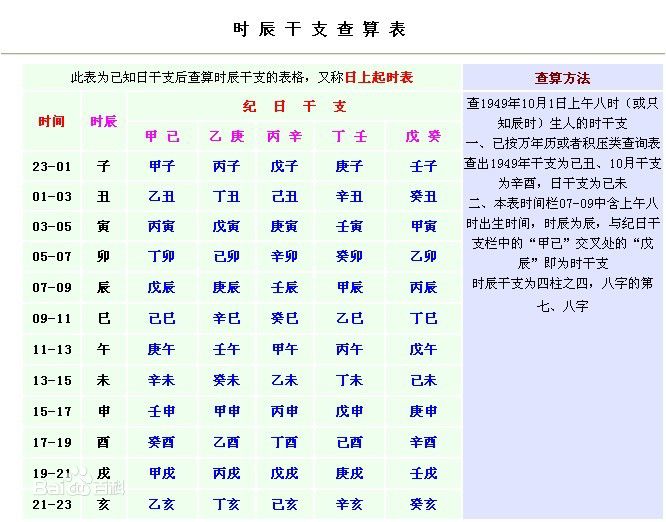 时辰干支查算表
此表为已知日干支后查算时辰干支的表格，又称日上起时表
时间 时辰 纪日干支
甲己 乙庚 丙辛 丁壬 戊癸
23-01 子 甲子 丙子 戊子 庚子 壬子
01-03 丑 乙丑 丁丑 己丑 辛丑 癸丑
03-05 寅 丙寅 戊寅 庚寅 壬寅 甲寅
05-07 卯 丁卯 己卯 辛卯 癸卯 乙卯
07-09 辰 戊辰 庚辰 壬辰 甲辰 丙辰
09-11 巳 己巳 辛巳 癸巳 乙巳 丁巳
11-13 午 庚午 壬午 甲午 丙午 戊午
13-15 未 辛未 癸未 乙未 丁未 己未
15-17 申 壬申 甲申 丙申 戊申 庚申
17-19 酉 癸酉 乙酉 丁酉 己酉 辛酉
19-21 戌 甲戌 丙戌 戊戌 庚戌 壬戌
21-23 亥 乙亥 丁亥 己亥 辛亥 癸亥
Bai百科
查算方法
查1949年10月1日上午八时（或只
知辰时）生人的时干支
一、已按万年历或者积压类查询表
查出1949年干支为己丑、10月干支
为辛酉，日干支为己未
二、本表时间栏07-09中含上午八
时出生时间，时辰为辰，与纪日干
支栏中的“甲己”交叉处的“戊
辰”即为时干支
时辰干支为四柱之四，八字的第
七、八字